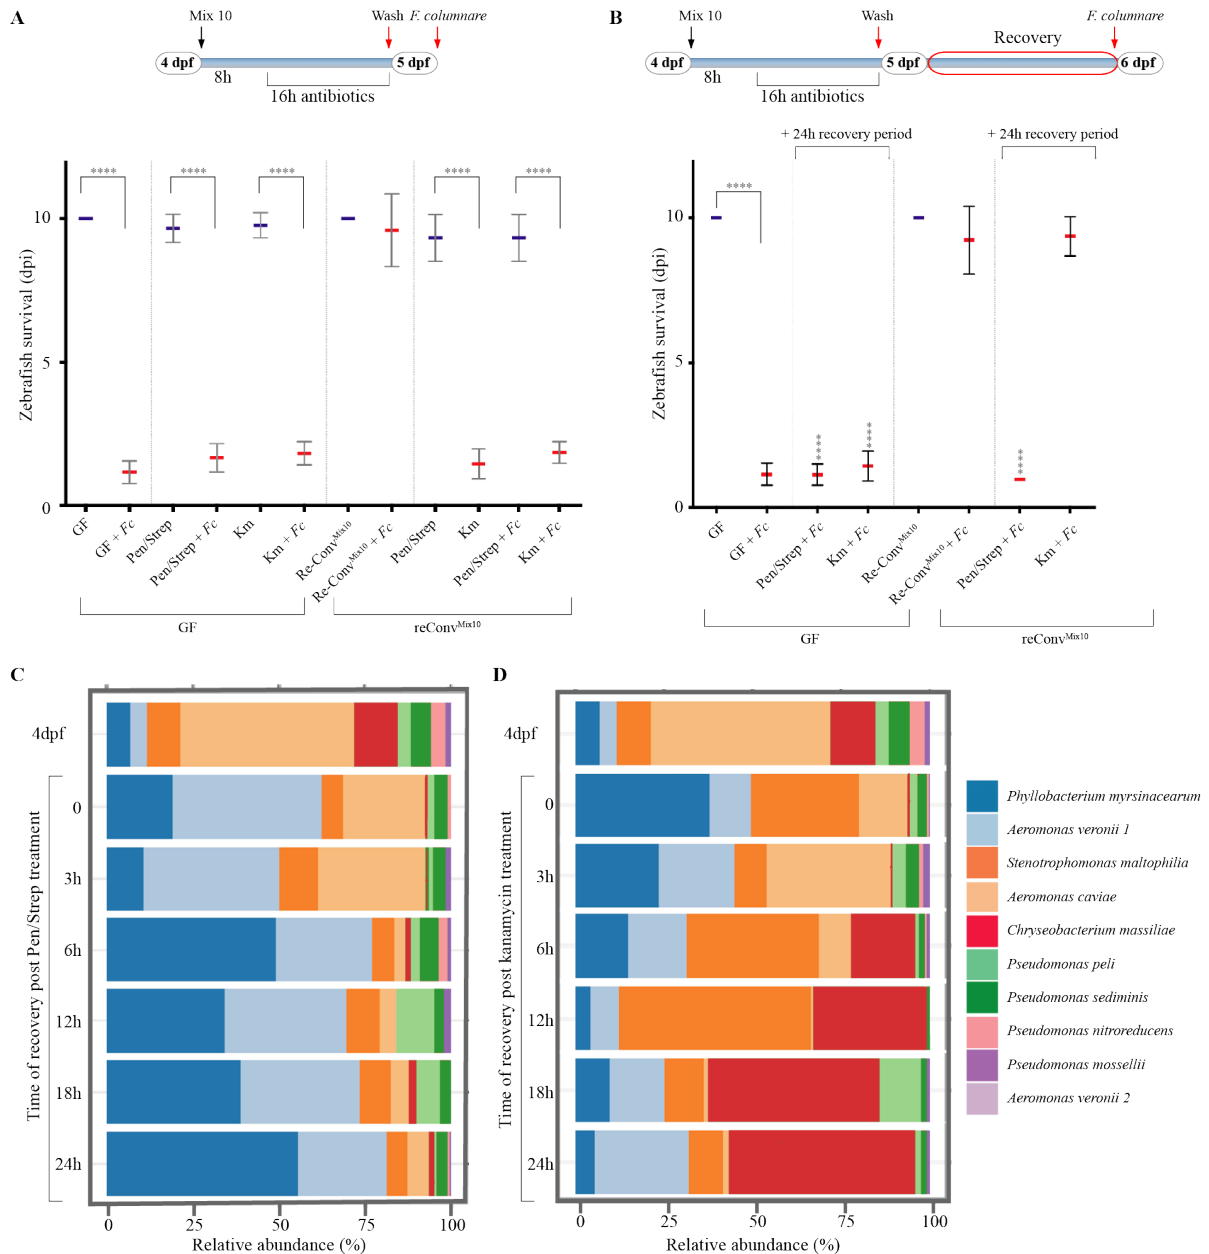 A
Mix 10
Wash
F. columnare
4 dpf
5 dpf
8h
16h antibiotics
Zebrafish survival (dpi)
10
5
0
****
****
****
****
****
GF
GF + Fc
Pen/Strep
Pen/Strep + Fc
Km
Km + Fc
Re-Conv^Mix10
Re-Conv^Mix10 + Fc
Pen/Strep
Km
Pen/Strep + Fc
Km + Fc
GF
reConv^Mix10
B
Mix 10
Wash
F. columnare
Recovery
4 dpf
5 dpf
6 dpf
8h
16h antibiotics
+ 24h recovery period
+ 24h recovery period
Zebrafish survival (dpi)
10
5
0
****
****
****
****
GF
GF + Fc
Pen/Strep + Fc
Km + Fc
Re-Conv^Mix10
Re-Conv^Mix10 + Fc
Pen/Strep + Fc
Km + Fc
GF
reConv^Mix10
C
Time of recovery post Pen/Strep treatment
4dpf
0
3h
6h
12h
18h
24h
0
25
50
75
100
Relative abundance (%)
D
Time of recovery post kanamycin treatment
4dpf
0
3h
6h
12h
18h
24h
0
25
50
75
100
Relative abundance (%)
Phyllobacterium myrsinacearum
Aeromonas veronii 1
Stenotrophomonas maltophilia
Aeromonas caviae
Chryseobacterium massiliae
Pseudomonas peli
Pseudomonas sediminis
Pseudomonas nitroreducens
Pseudomonas mossellii
Aeromonas veronii 2